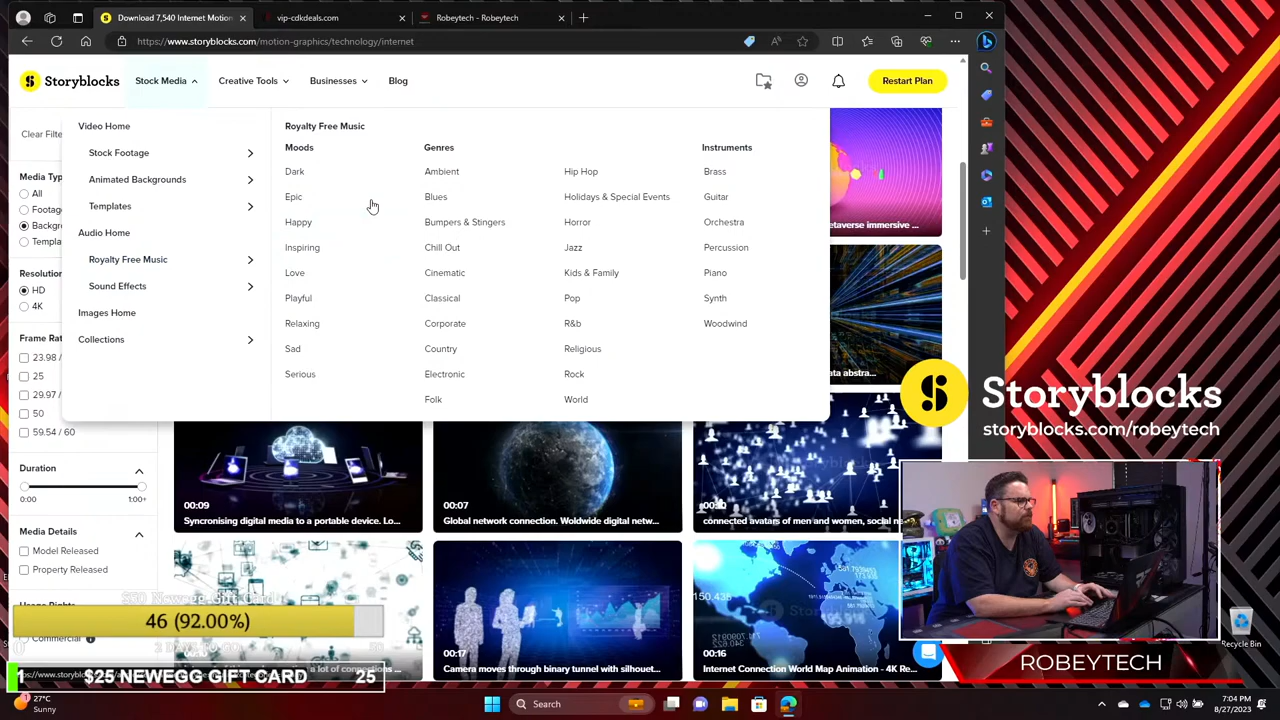 Download 7,540 Internet Motion
vip-cdkdeals.com
Robeytech - Robeytech
https://www.storyblocks.com/motion-graphics/technology/internet
Storyblocks
Stock Media
Creative Tools
Businesses
Blog
Restart Plan
Clear Filte
Media Typ
All
Footag
Backgr
Templa
Resolution
HD
4K
Frame Rat
23.98 /
25
29.97 /
50
59.54 / 60
Duration
0:00
1:00+
Media Details
Model Released
Property Released
Commercial
Video Home
Stock Footage
Animated Backgrounds
Templates
Audio Home
Royalty Free Music
Sound Effects
Images Home
Collections
Royalty Free Music
Moods
Dark
Epic
Happy
Inspiring
Love
Playful
Relaxing
Sad
Serious
Genres
Ambient
Blues
Bumpers & Stingers
Chill Out
Cinematic
Classical
Corporate
Country
Electronic
Folk
Hip Hop
Holidays & Special Events
Horror
Jazz
Kids & Family
Pop
R&b
Religious
Rock
World
Instruments
Brass
Guitar
Orchestra
Percussion
Piano
Synth
Woodwind
etaverse immersive ...
ata abstra...
00:09
Syncronising digital media to a portable device. Lo...
00:07
Global network connection. Woldwide digital netw...
connected avatars of men and women, social ne
00:17
Camera moves through binary tunnel with silhouet...
00:16
Internet Connection World Map Animation - 4K Re...
Storyblocks
storyblocks.com/robeytech
$50 Newegg Gift Card
46 (92.00%)
$25 NEWEGG GIFT CARD
25
ROBEYTECH
Recycle Bin
27°C
Sunny
Search
7:04 PM
8/27/2023